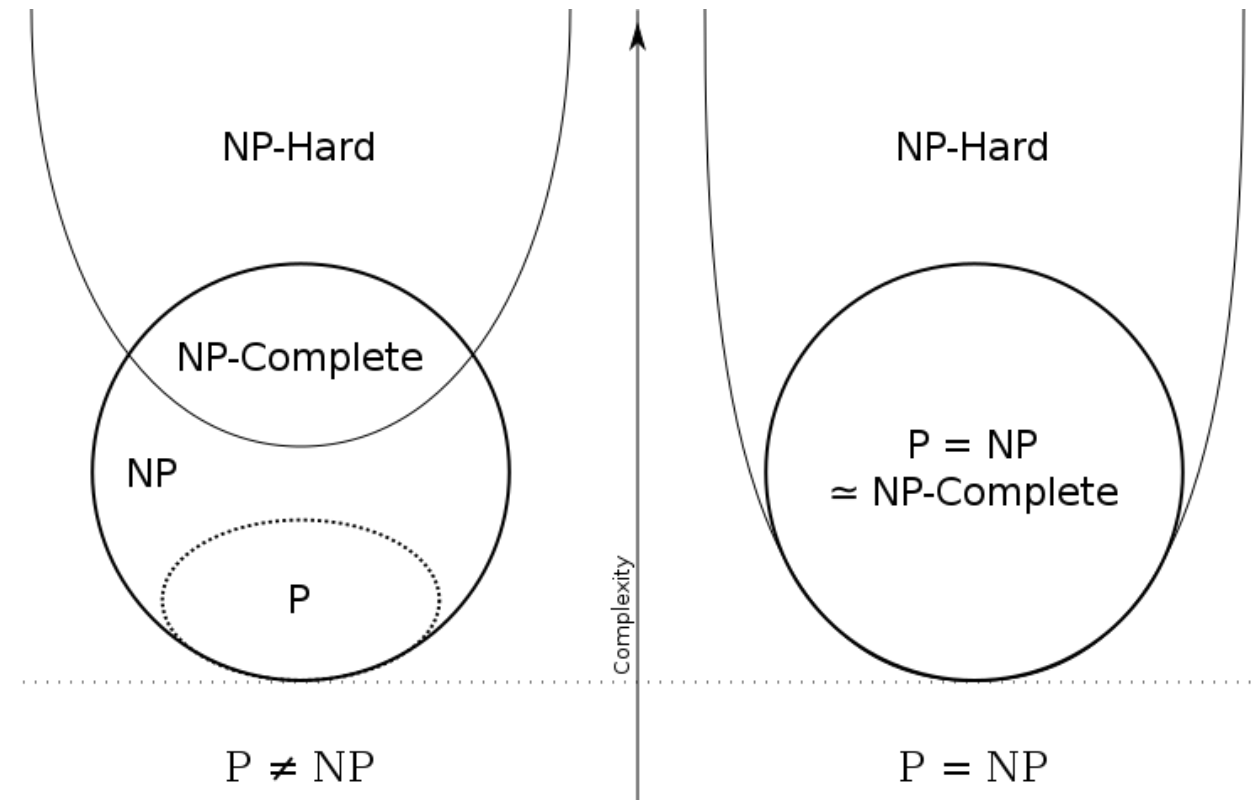 NP-Hard
NP-Complete
NP
P
P ≠ NP
Complexity
NP-Hard
P = NP
≃ NP-Complete
P = NP